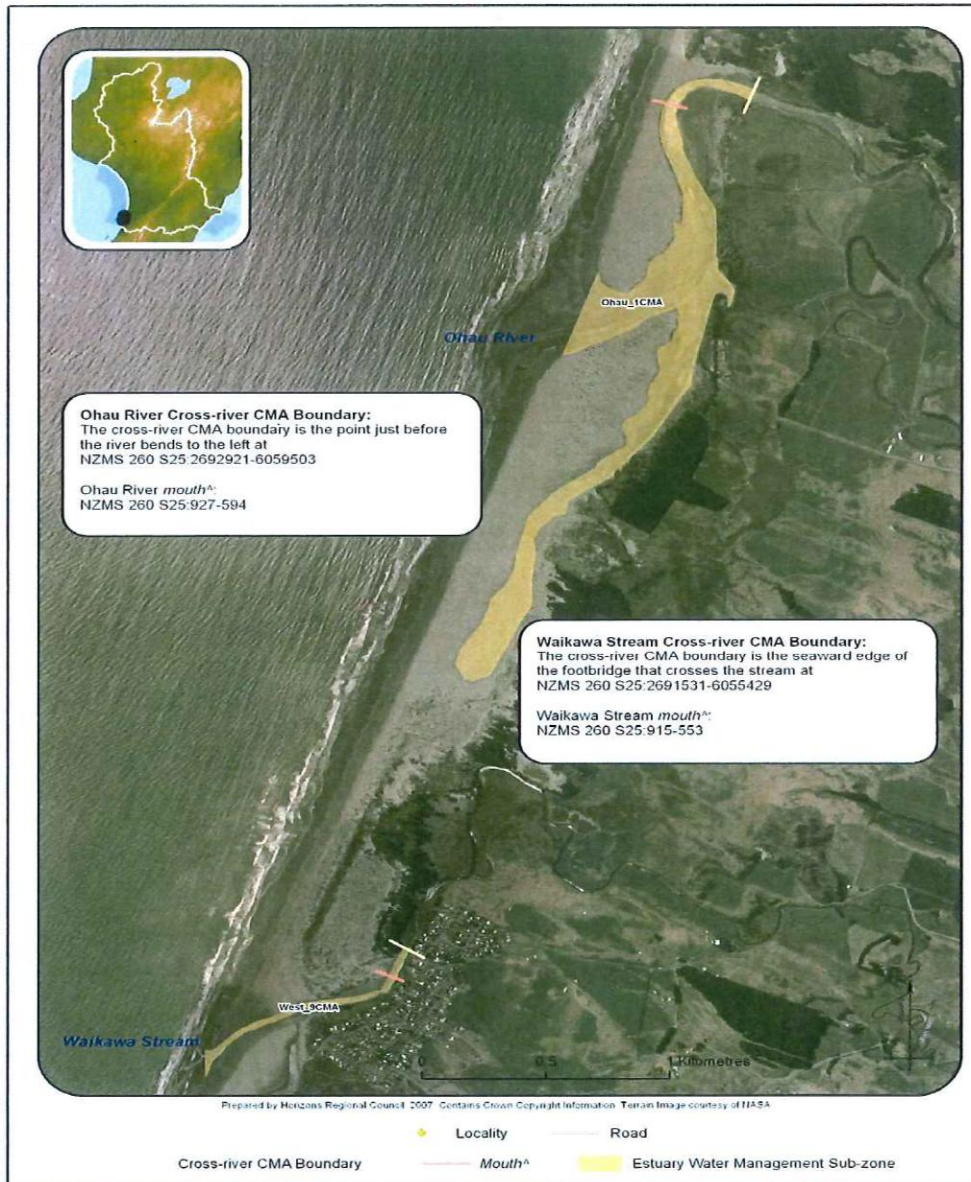 Ohau_1CMA
Ohau River
Ohau River Cross-river CMA Boundary:
The cross-river CMA boundary is the point just before
the river bends to the left at
NZMS 260 S25:2692921-6059503
Ohau River mouth^:
NZMS 260 S25:927-594
Waikawa Stream Cross-river CMA Boundary:
The cross-river CMA boundary is the seaward edge of
the footbridge that crosses the stream at
NZMS 260 S25:2691531-6055429
Waikawa Stream mouth^:
NZMS 260 S25:915-553
West_9CMA
Waikawa Stream
0 0.5 1 Kilometres
Prepared by Horizons Regional Council 2007 Contains Crown Copyright Information Terrain Image courtesy of NASA
Locality Road
Cross-river CMA Boundary Mouth^ Estuary Water Management Sub-zone